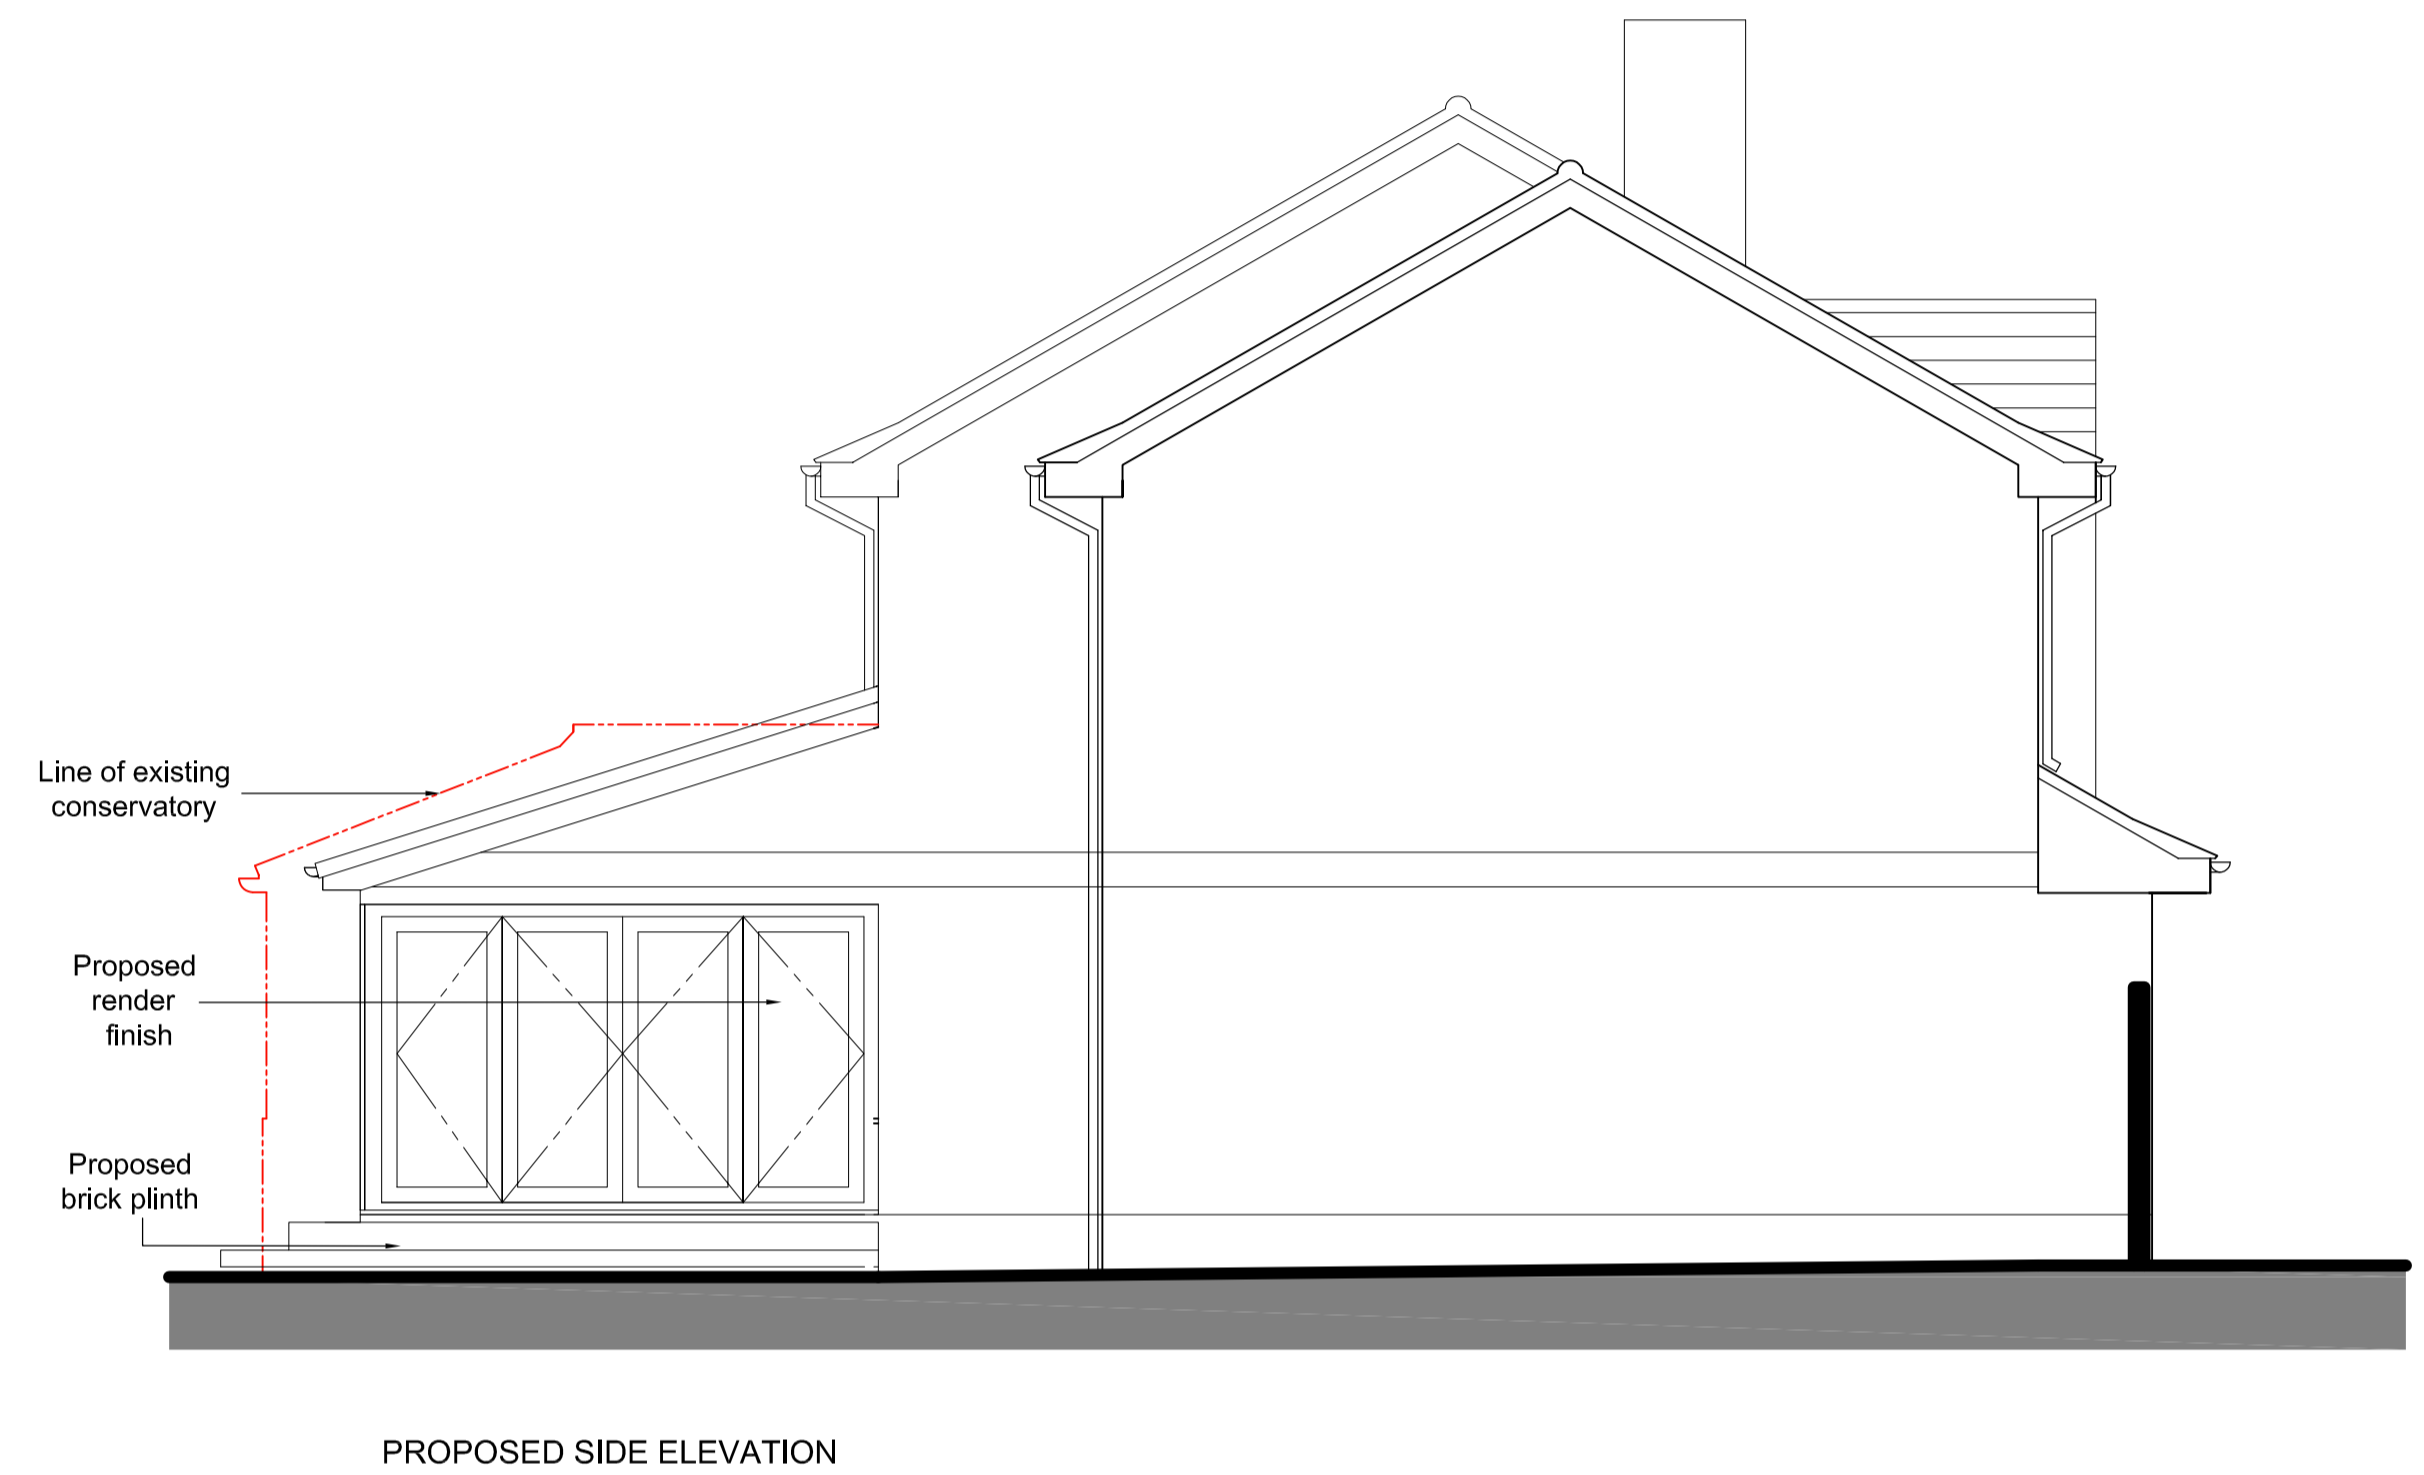 Line of existing
conservatory
Proposed
render
finish
Proposed
brick plinth
PROPOSED SIDE ELEVATION